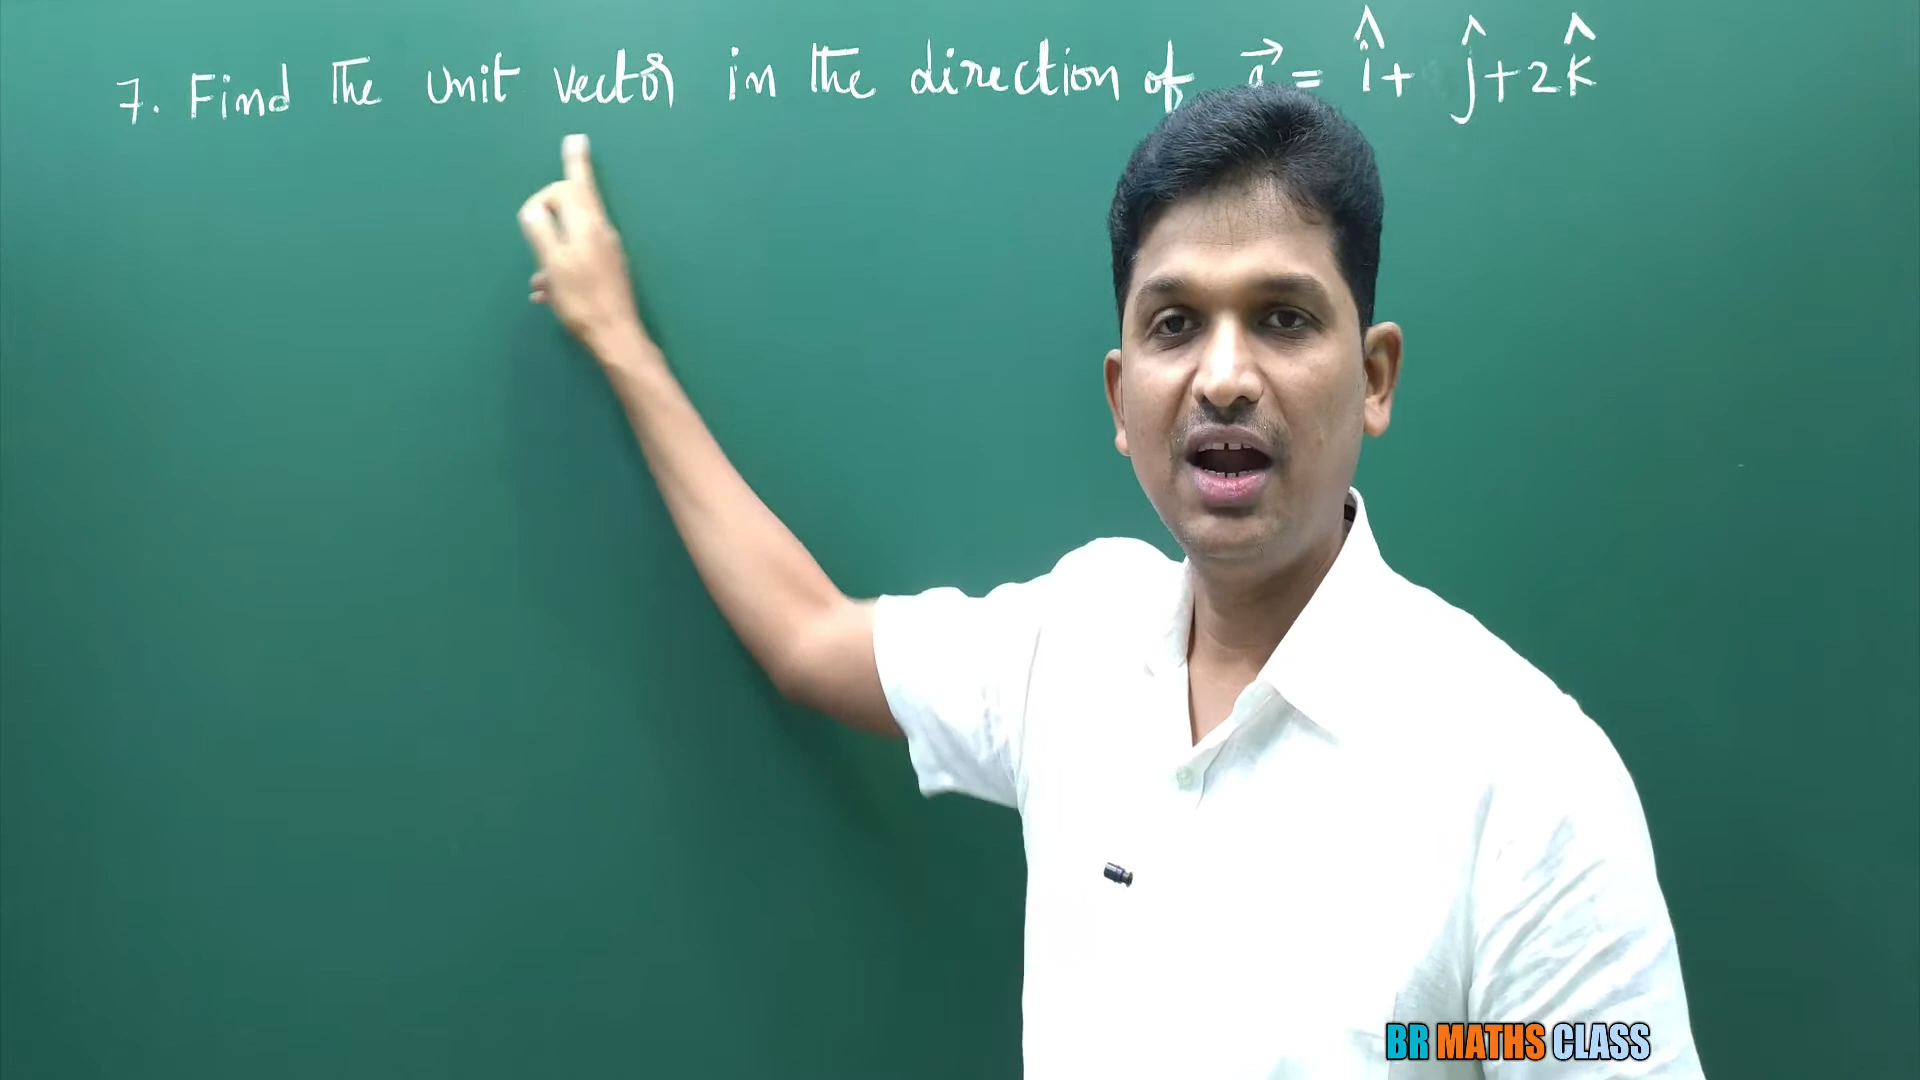 7. Find the unit vector in the direction of a⃗ = î + ĵ + 2k̂
BR MATHS CLASS